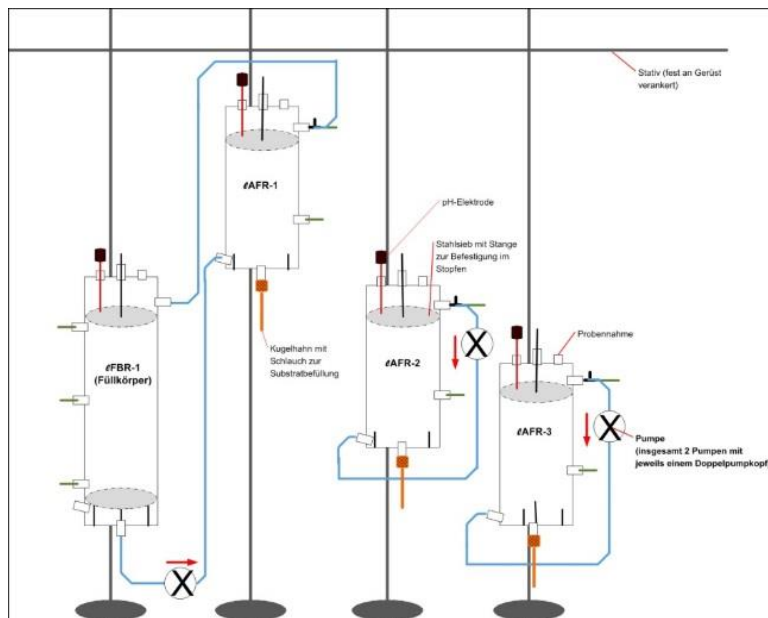 Stativ (fest an Gerüst
verankert)
ℓAFR-1
pH-Elektrode
Stahlsieb mit Stange
zur Befestigung im
Stopfen
Kugelhahn mit
Schlauch zur
Substratbefüllung
Probennahme
ℓFBR-1
(Füllkörper)
ℓAFR-2
ℓAFR-3
Pumpe
(insgesamt 2 Pumpen mit
jeweils einem Doppelpumpkopf)